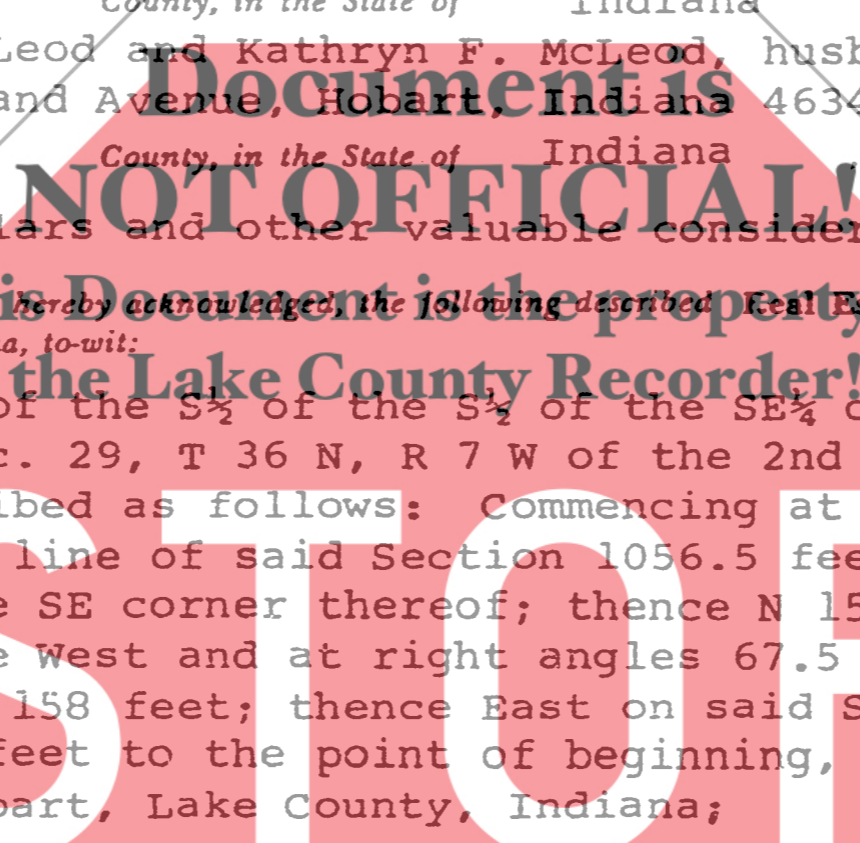 County, in the State of Indiana
Leod and Kathryn F. McLeod, husb
Document is
and Avenue, Hobart, Indiana 4634
County, in the State of Indiana
NOT OFFICIAL!
lars and other valuable consider
is Document is the property
hereby acknowledged, the following described Real Es
a, to-wit:
the Lake County Recorder!
of the S½ of the S½ of the SE¼ o
c. 29, T 36 N, R 7 W of the 2nd
ibed as follows: Commencing at
line of said Section 1056.5 fee
e SE corner thereof; thence N 15
e West and at right angles 67.5
158 feet; thence East on said S
feet to the point of beginning,
bart, Lake County, Indiana;
STOP